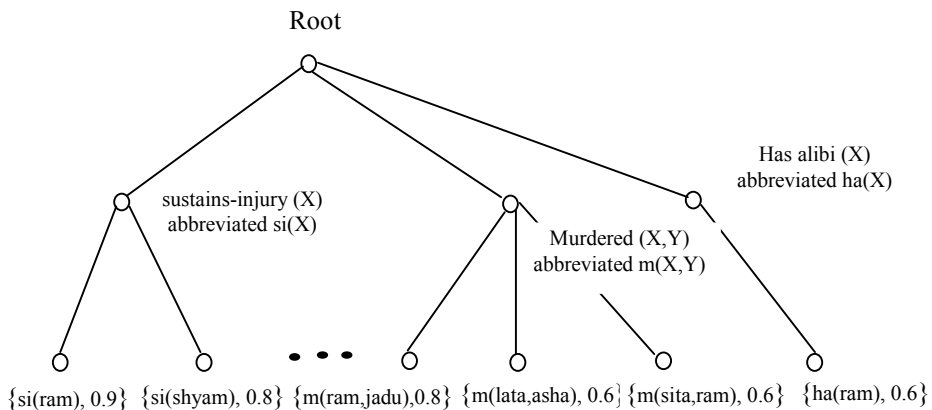 Root
Has alibi (X)
abbreviated ha(X)
sustains-injury (X)
abbreviated si(X)
Murdered (X,Y)
abbreviated m(X,Y)
{si(ram), 0.9} {si(shyam), 0.8} {m(ram,jadu),0.8} {m(lata,asha), 0.6} {m(sita,ram), 0.6} {ha(ram), 0.6}